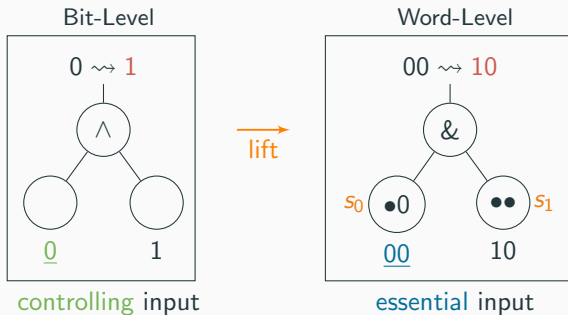 Bit-Level
0 ⇝ 1
∧
0
1
controlling input
lift
Word-Level
00 ⇝ 10
&
s₀
•0
••
s₁
00
10
essential input